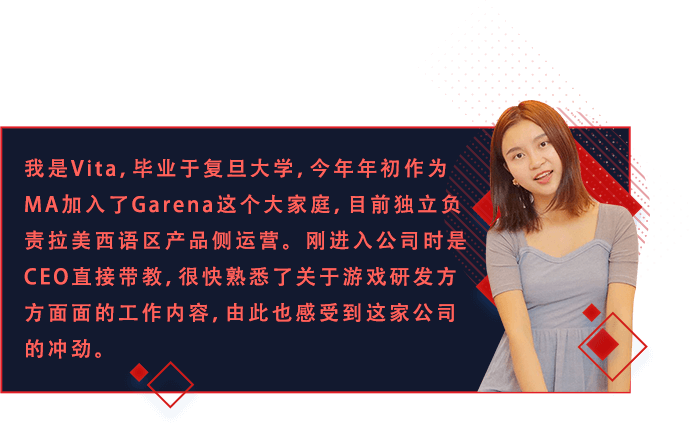 我是Vita,毕业于复旦大学,今年年初作为
MA加入了Garena这个大家庭,目前独立负
责拉美西语区产品侧运营。刚进入公司时是
CEO直接带教,很快熟悉了关于游戏研发方
方面面的工作内容,由此也感受到这家公司
的冲劲。